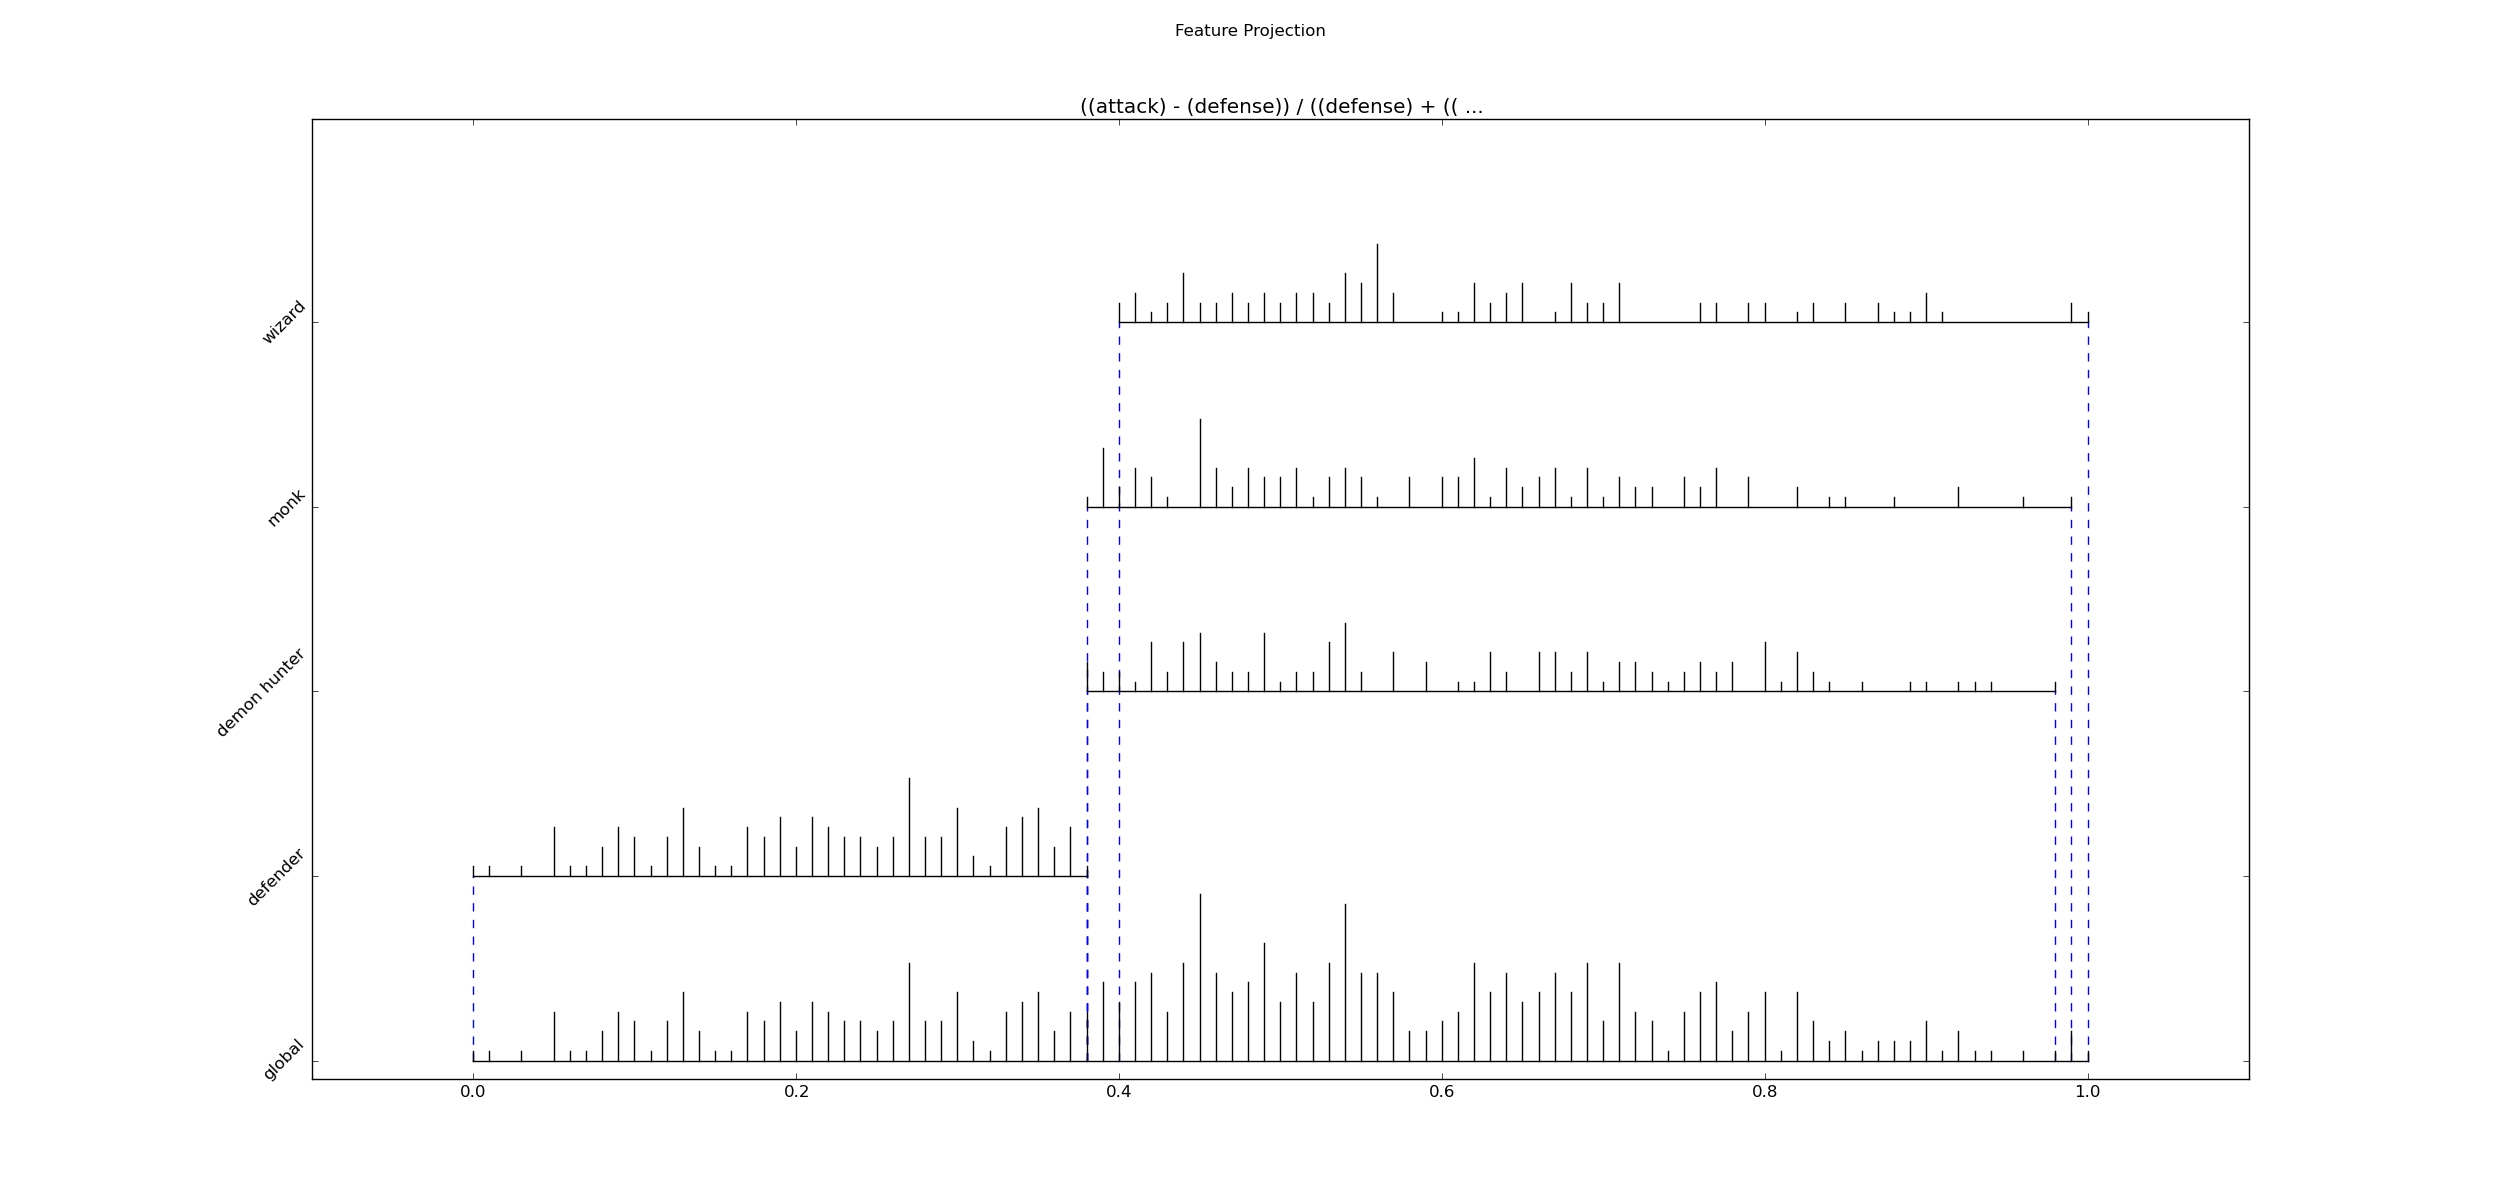 Feature Projection
((attack) - (defense)) / ((defense) + (( ...
wizard
monk
demon hunter
defender
global
0.0 0.2 0.4 0.6 0.8 1.0